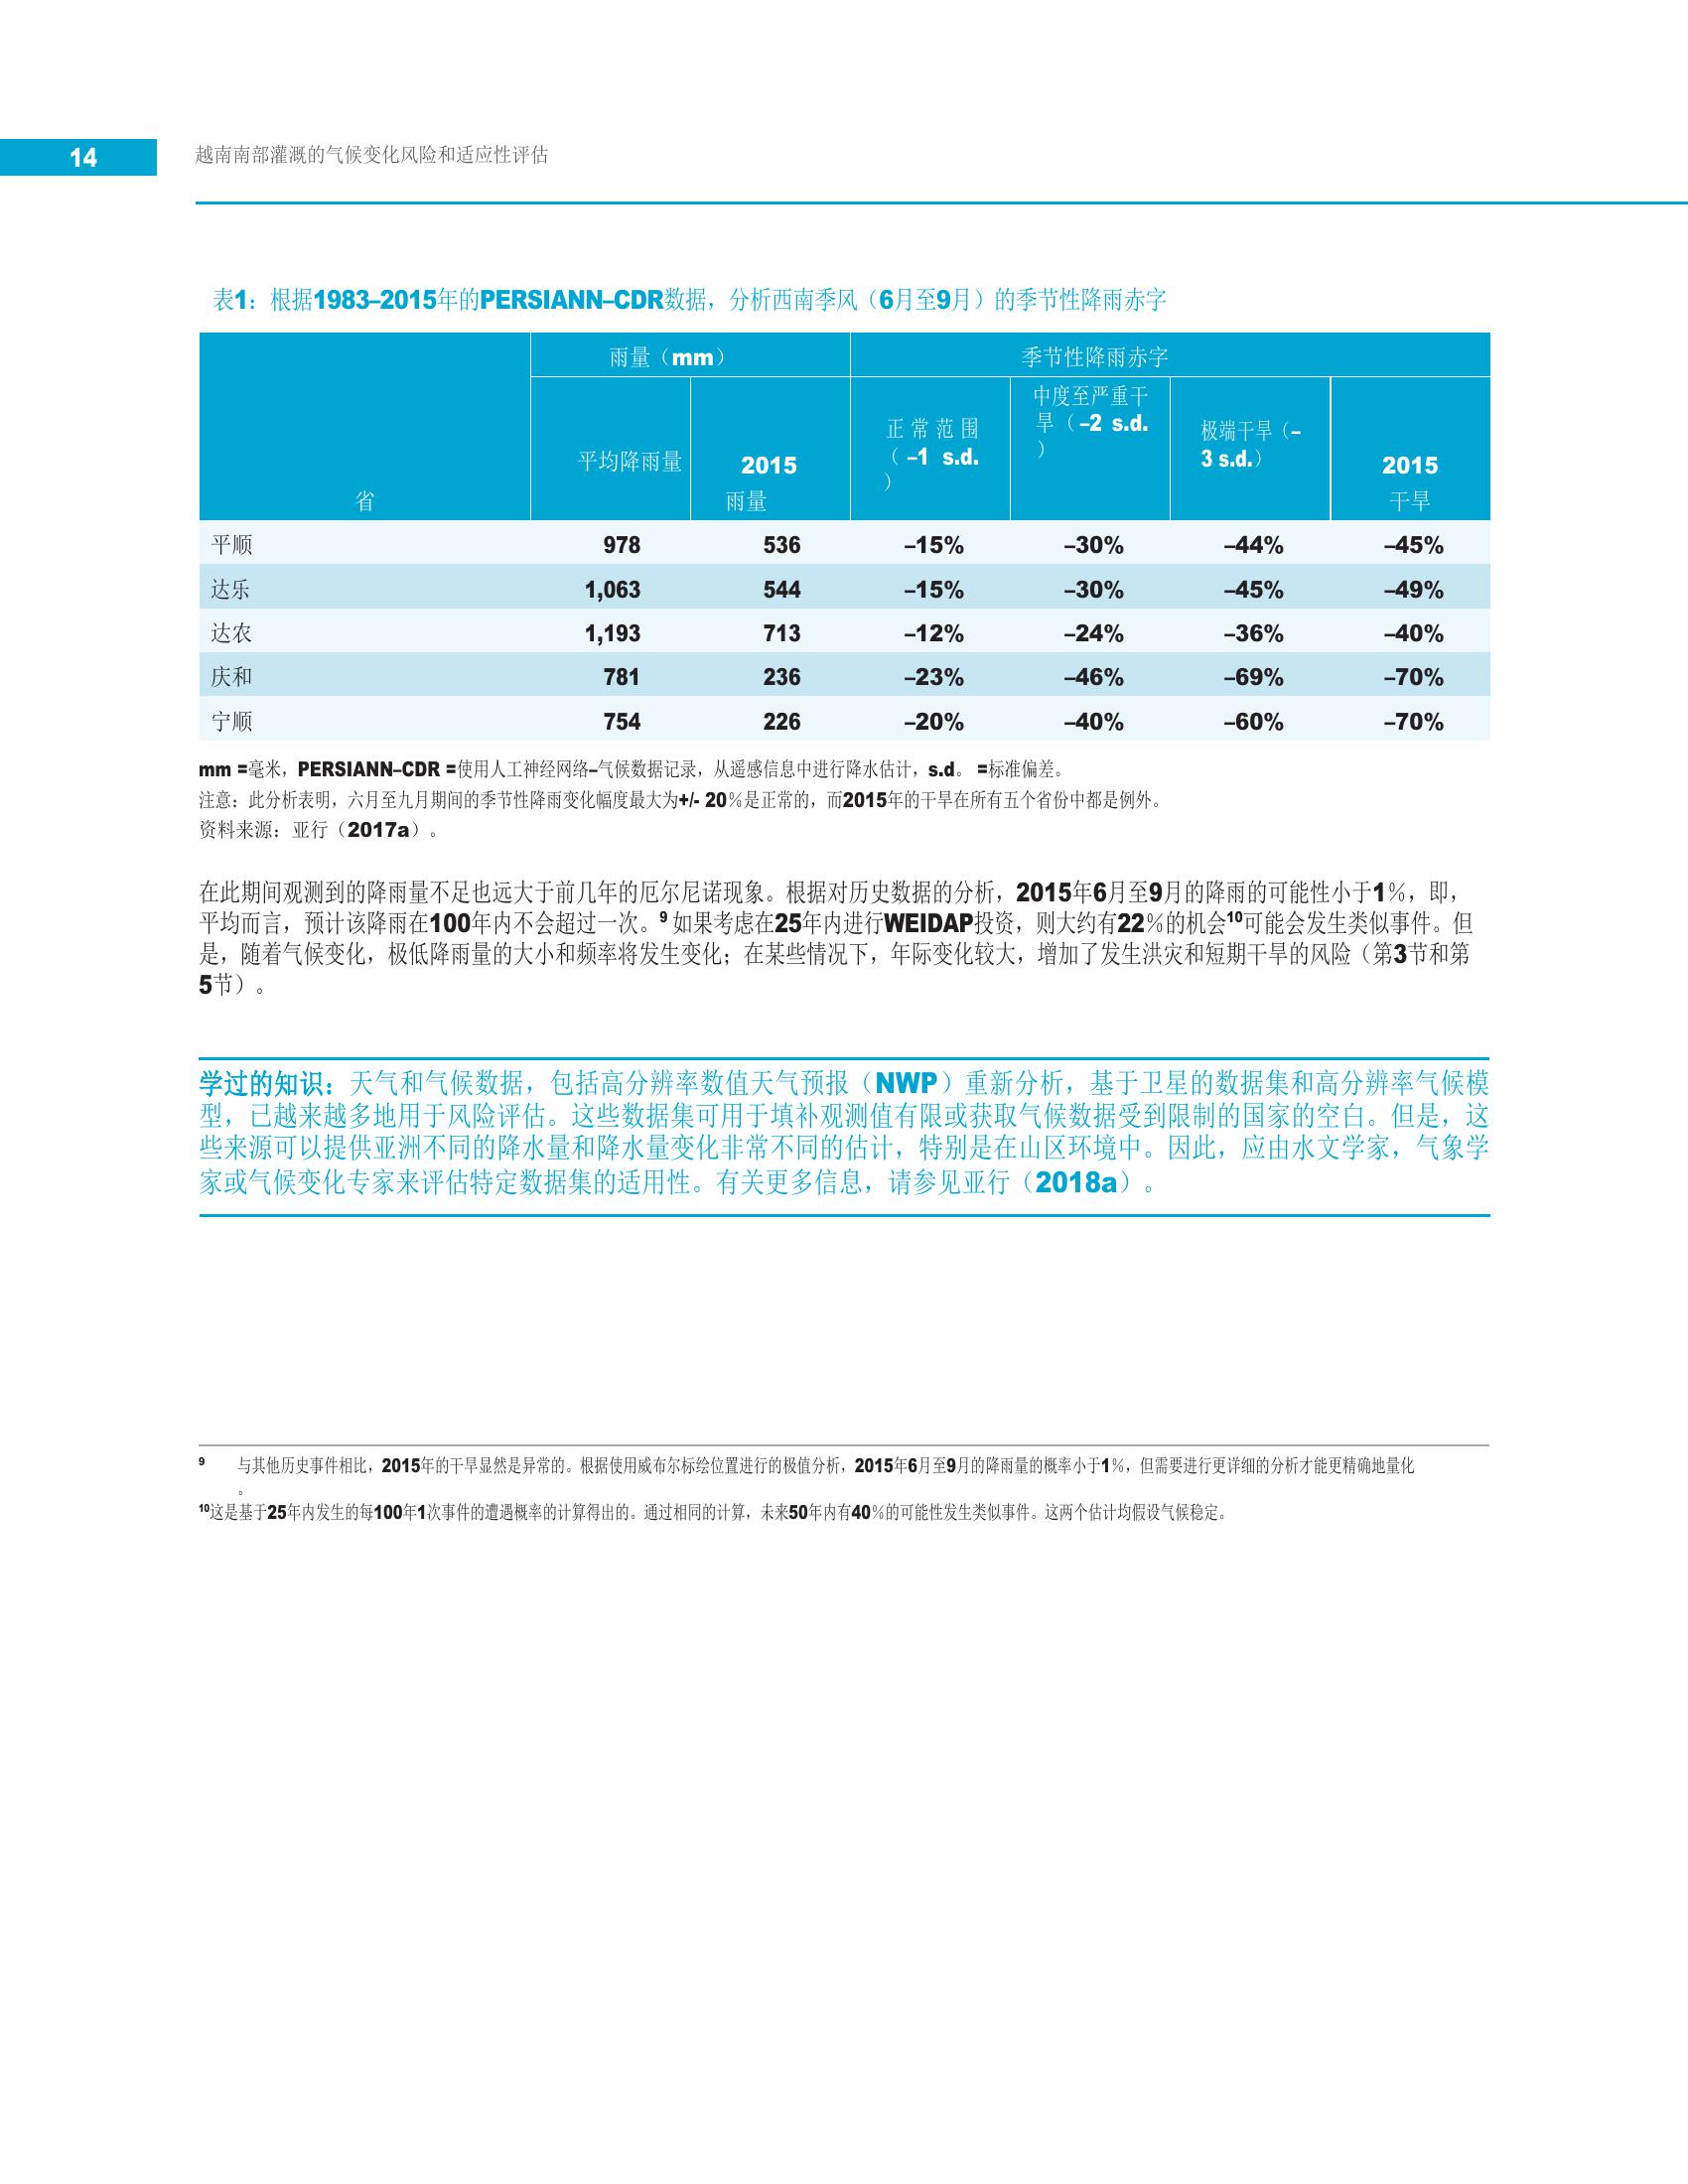 14
越南南部灌溉的气候变化风险和适应性评估
表1：根据1983–2015年的PERSIANN–CDR数据，分析西南季风（6月至9月）的季节性降雨赤字
雨量（mm） 季节性降雨赤字
省 平均降雨量 2015 雨量 正常范围（–1 s.d.） 中度至严重干旱（–2 s.d.） 极端干旱（–3 s.d.） 2015 干旱
平顺 978 536 –15% –30% –44% –45%
达乐 1,063 544 –15% –30% –45% –49%
达农 1,193 713 –12% –24% –36% –40%
庆和 781 236 –23% –46% –69% –70%
宁顺 754 226 –20% –40% –60% –70%
mm =毫米，PERSIANN–CDR =使用人工神经网络–气候数据记录，从遥感信息中进行降水估计，s.d。 =标准偏差。
注意：此分析表明，六月至九月期间的季节性降雨变化幅度最大为+/- 20％是正常的，而2015年的干旱在所有五个省份中都是例外。
资料来源：亚行（2017a）。
在此期间观测到的降雨量不足也远大于前几年的厄尔尼诺现象。根据对历史数据的分析，2015年6月至9月的降雨的可能性小于1％，即，
平均而言，预计该降雨在100年内不会超过一次。9 如果考虑在25年内进行WEIDAP投资，则大约有22％的机会10可能会发生类似事件。但
是，随着气候变化，极低降雨量的大小和频率将发生变化；在某些情况下，年际变化较大，增加了发生洪灾和短期干旱的风险（第3节和第
5节）。
学过的知识：天气和气候数据，包括高分辨率数值天气预报（NWP）重新分析，基于卫星的数据集和高分辨率气候模
型，已越来越多地用于风险评估。这些数据集可用于填补观测值有限或获取气候数据受到限制的国家的空白。但是，这
些来源可以提供亚洲不同的降水量和降水量变化非常不同的估计，特别是在山区环境中。因此，应由水文学家，气象学
家或气候变化专家来评估特定数据集的适用性。有关更多信息，请参见亚行（2018a）。
9 与其他历史事件相比，2015年的干旱显然是异常的。根据使用威布尔标绘位置进行的极值分析，2015年6月至9月的降雨量的概率小于1％，但需要进行更详细的分析才能更精确地量化
。
10这是基于25年内发生的每100年1次事件的遭遇概率的计算得出的。通过相同的计算，未来50年内有40％的可能性发生类似事件。这两个估计均假设气候稳定。